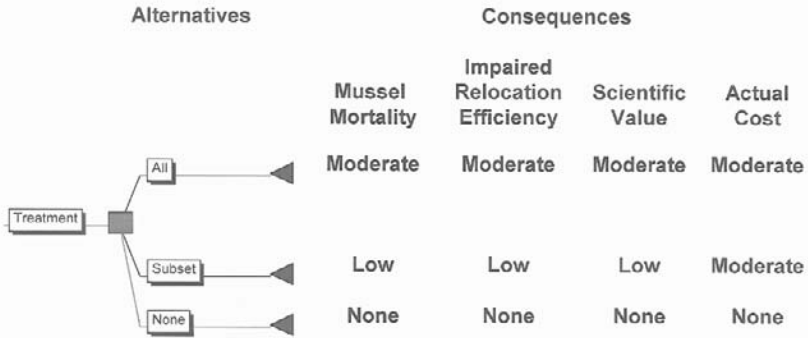 Alternatives Consequences
Mussel Mortality
Impaired Relocation Efficiency
Scientific Value
Actual Cost
Treatment
All Moderate Moderate Moderate Moderate
Subset Low Low Low Moderate
None None None None None